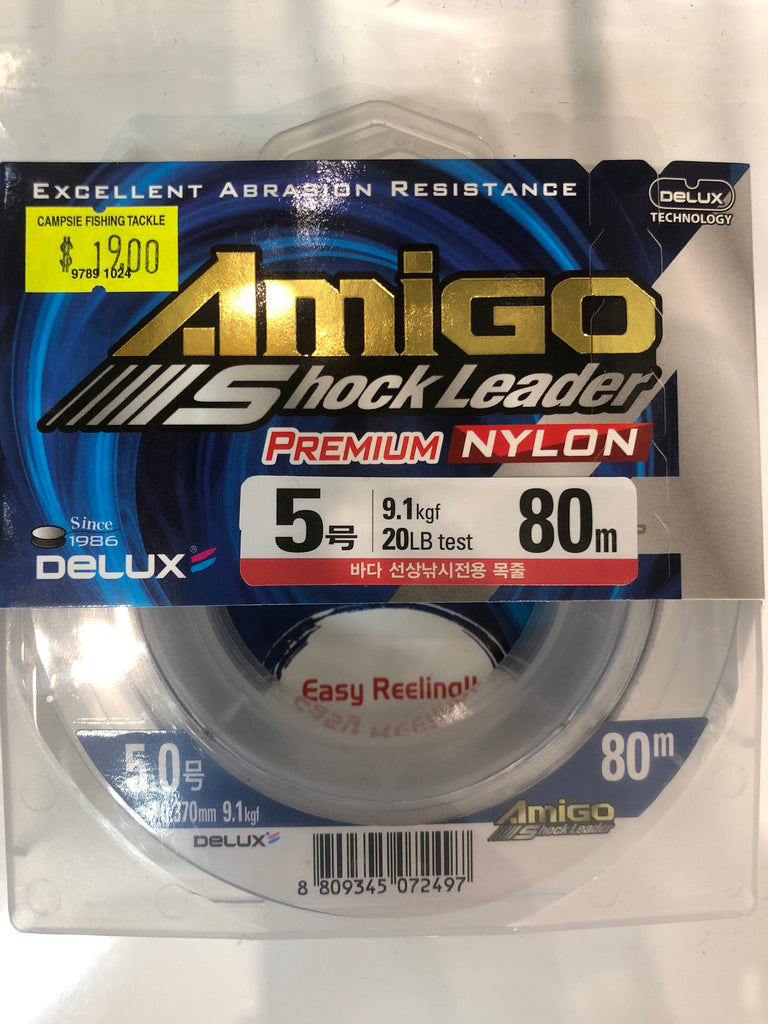 EXCELLENT ABRASION RESISTANCE
DELUX
TECHNOLOGY
CAMPSIE FISHING TACKLE
$ 19.00
9789 1024
AMIGO
Shock Leader
PREMIUM NYLON
5号
9.1kgf
20LB test
80m
바다 선상낚시전용 목줄
Since
1986
DELUX®
Easy Reeling!!
5.0号
80m
0.370mm 9.1kgf
AMIGO
Shock Leader
DELUX
8 809345 072497